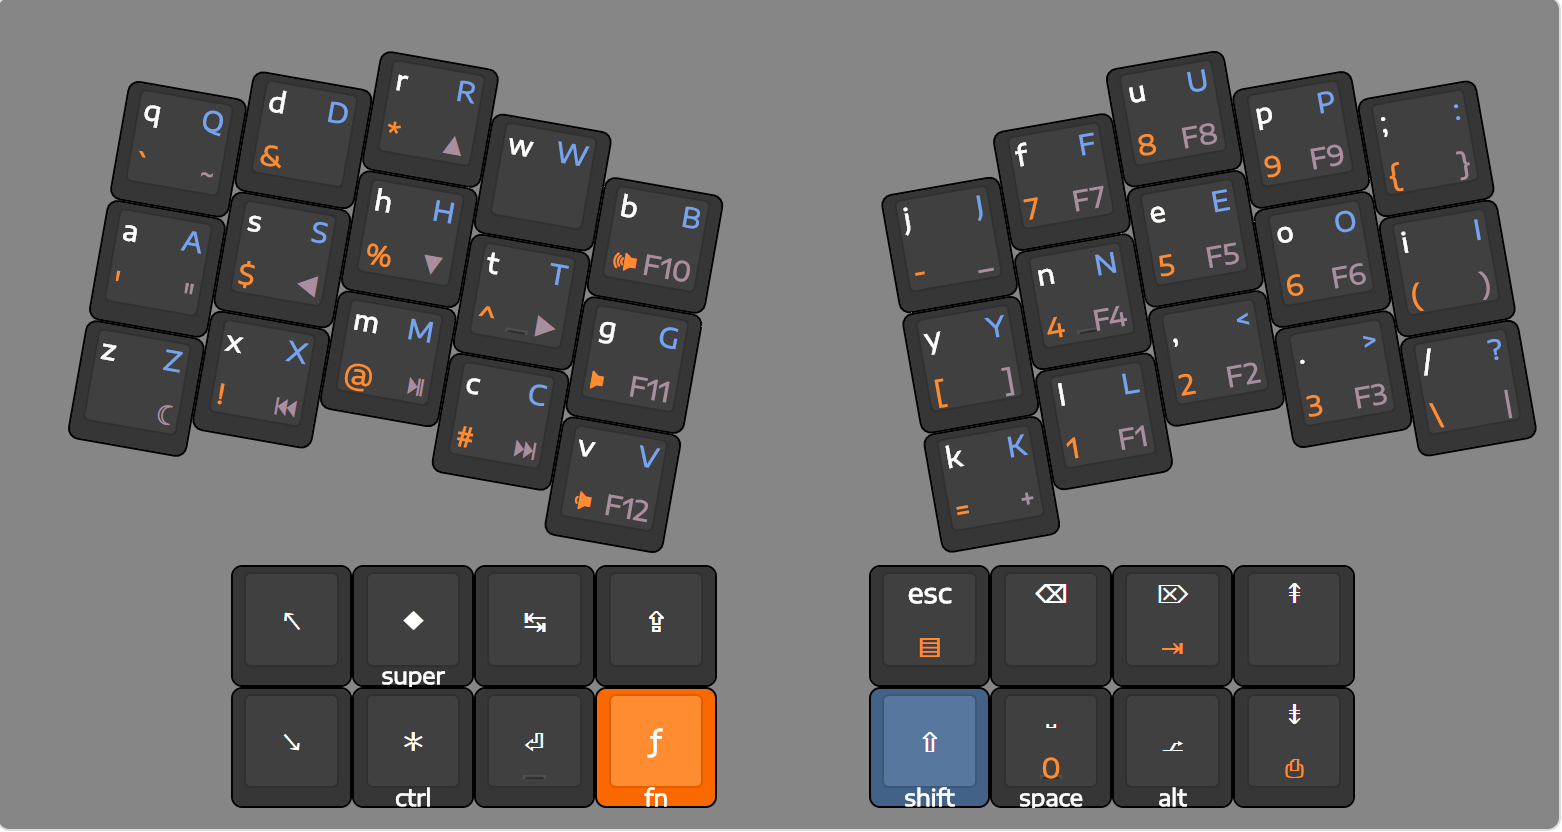 q Q ` ~
d D &
r R * ▲
w W
b B F10
j J - _
f F 7 F7
u U 8 F8
p P 9 F9
; : { }
a A ' "
s S $ ◀
h H % ▼
t T ^ ▶
g G F11
y Y [ ]
n N 4 F4
e E 5 F5
o O 6 F6
i I ( )
z Z ☾
x X ! ⏮
m M @ ⏯
c C # ⏭
v V F12
k K = +
l L 1 F1
, < 2 F2
. > 3 F3
/ ? \ |
↖ ◆ ↹ ⇪
super
esc ⌫ ⌦ ⇞
▤ ⇥
↘ * ⏎ ƒ
ctrl fn
⇧ ␣ ⇟
0 ⎙
shift space alt